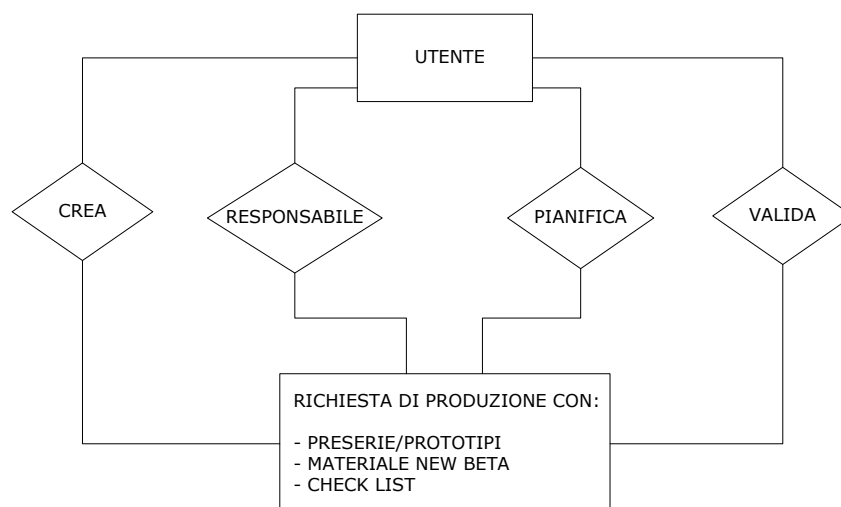 UTENTE
CREA
RESPONSABILE
PIANIFICA
VALIDA
RICHIESTA DI PRODUZIONE CON:
- PRESERIE/PROTOTIPI
- MATERIALE NEW BETA
- CHECK LIST